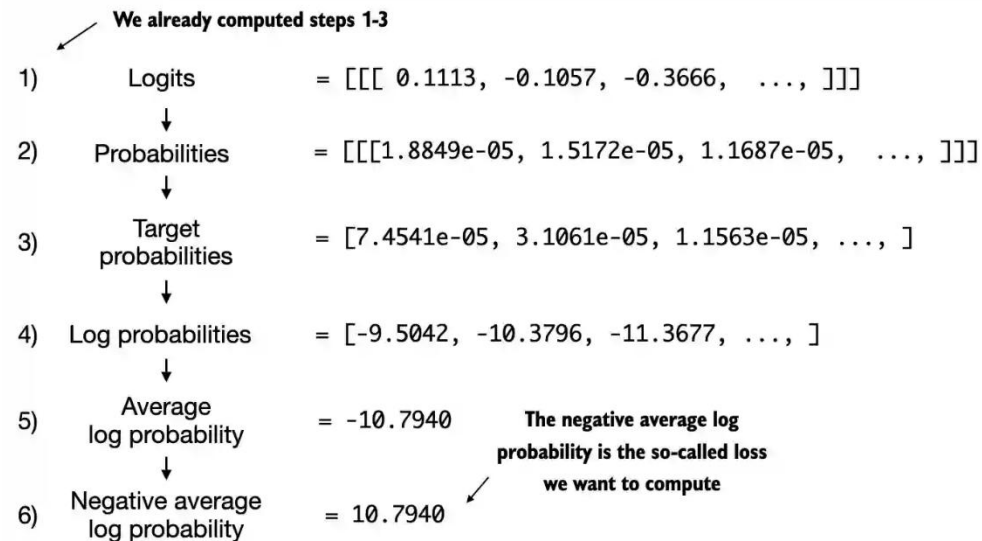 We already computed steps 1-3
1) Logits = [[[ 0.1113, -0.1057, -0.3666, ..., ]]]
2) Probabilities = [[[1.8849e-05, 1.5172e-05, 1.1687e-05, ..., ]]]
3) Target probabilities = [7.4541e-05, 3.1061e-05, 1.1563e-05, ..., ]
4) Log probabilities = [-9.5042, -10.3796, -11.3677, ..., ]
5) Average log probability = -10.7940
The negative average log
probability is the so-called loss
we want to compute
6) Negative average log probability = 10.7940